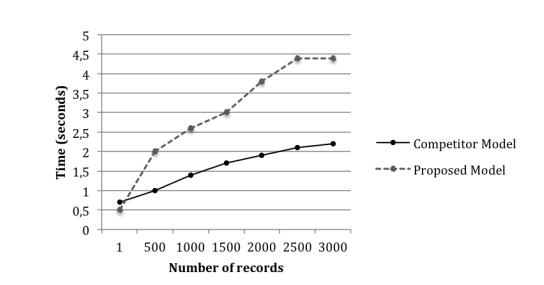 5
4,5
4
3,5
3
2,5
2
1,5
1
0,5
0
Time (seconds)
1 500 1000 1500 2000 2500 3000
Number of records
Competitor Model
Proposed Model